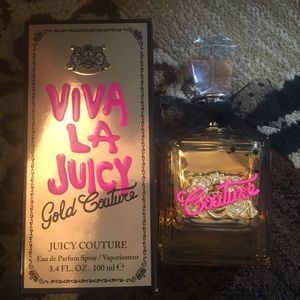 VIVA
LA
JUICY
Gold Couture
JUICY COUTURE
Eau de Parfum Spray / Vaporisateur
3.4 FL. OZ. 100 ml ℮
Couture